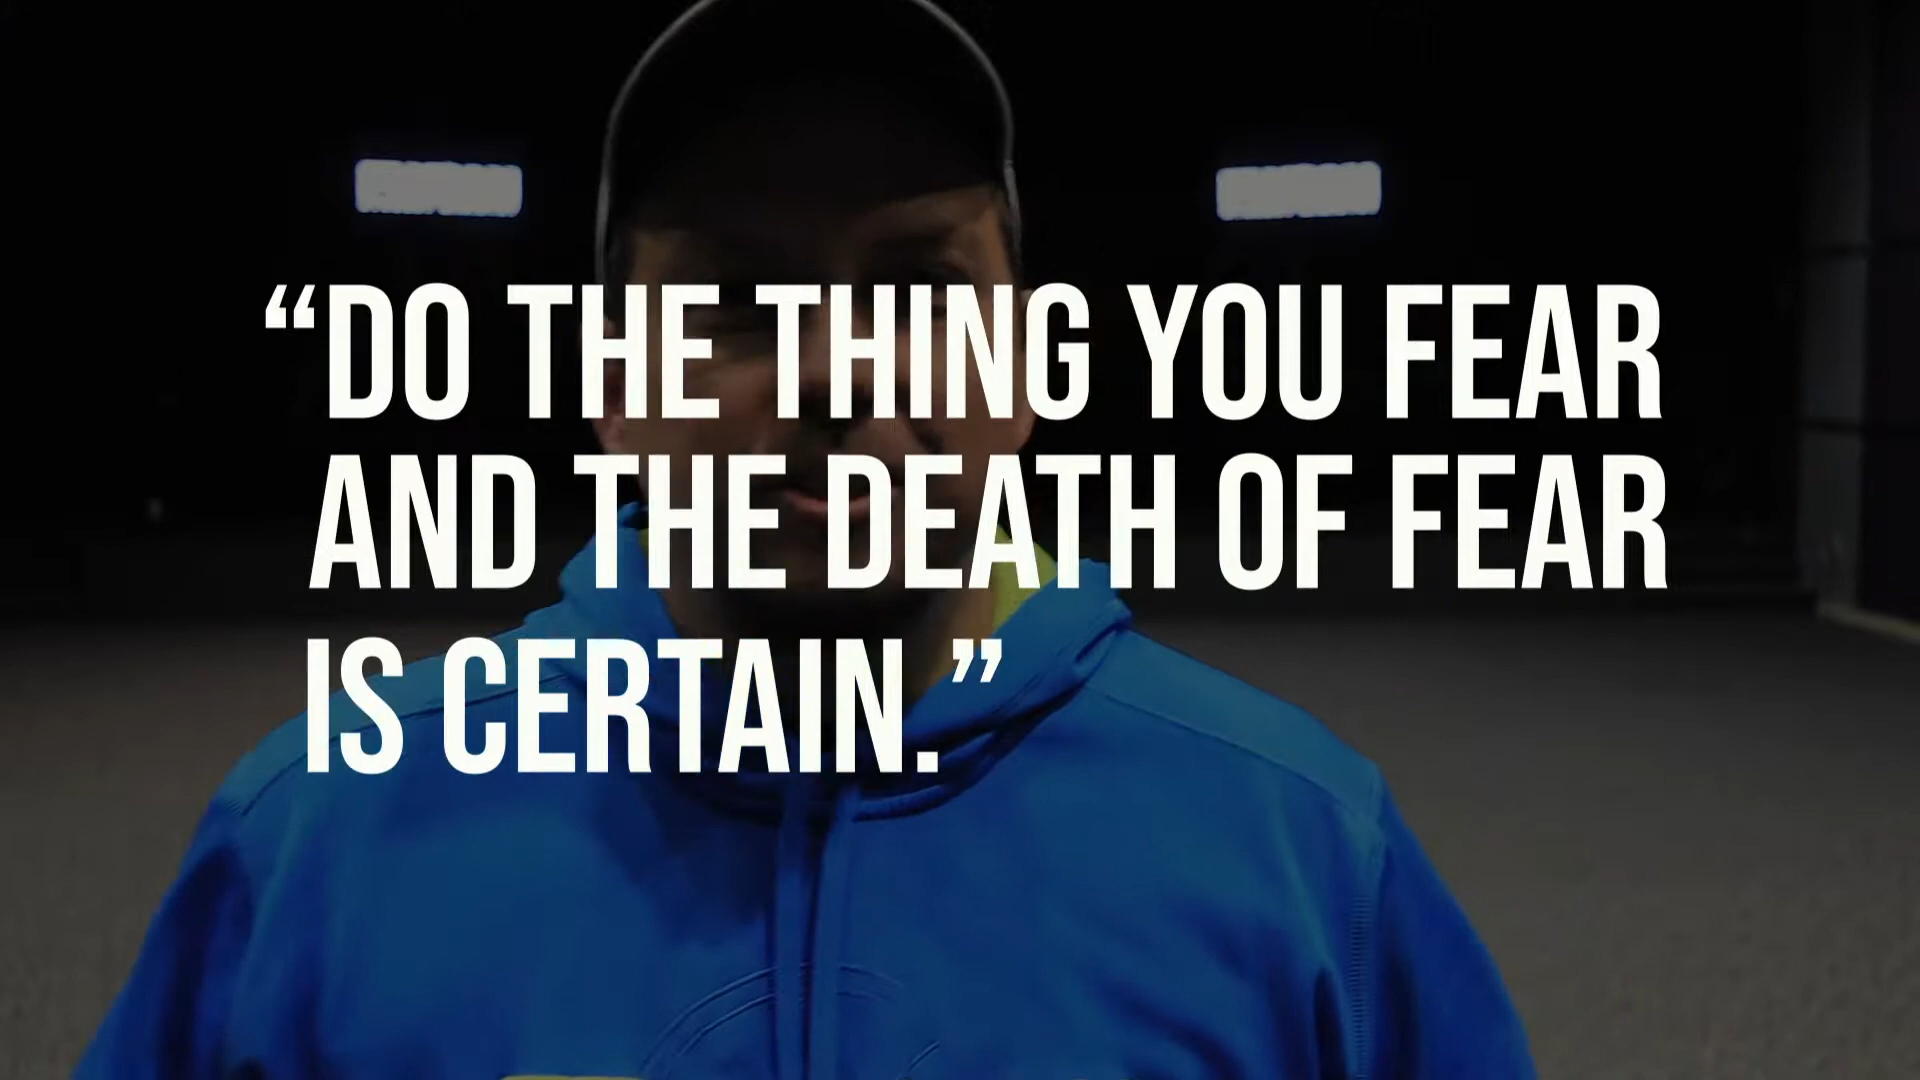 “DO THE THING YOU FEAR
AND THE DEATH OF FEAR
IS CERTAIN.”